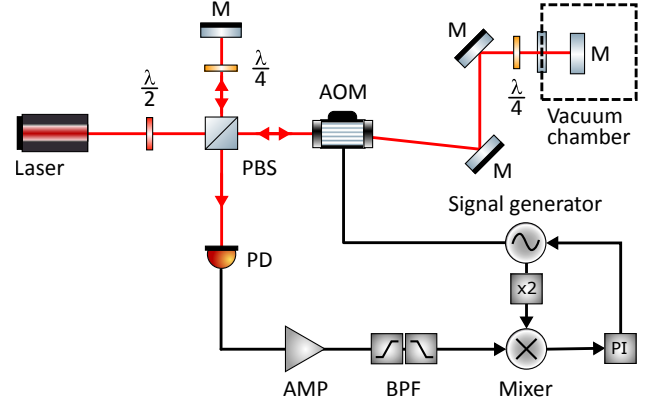 M
λ
2
λ
4
AOM
M
M
λ
4
Vacuum
chamber
Laser
PBS
M
Signal generator
PD
x2
PI
AMP
BPF
Mixer